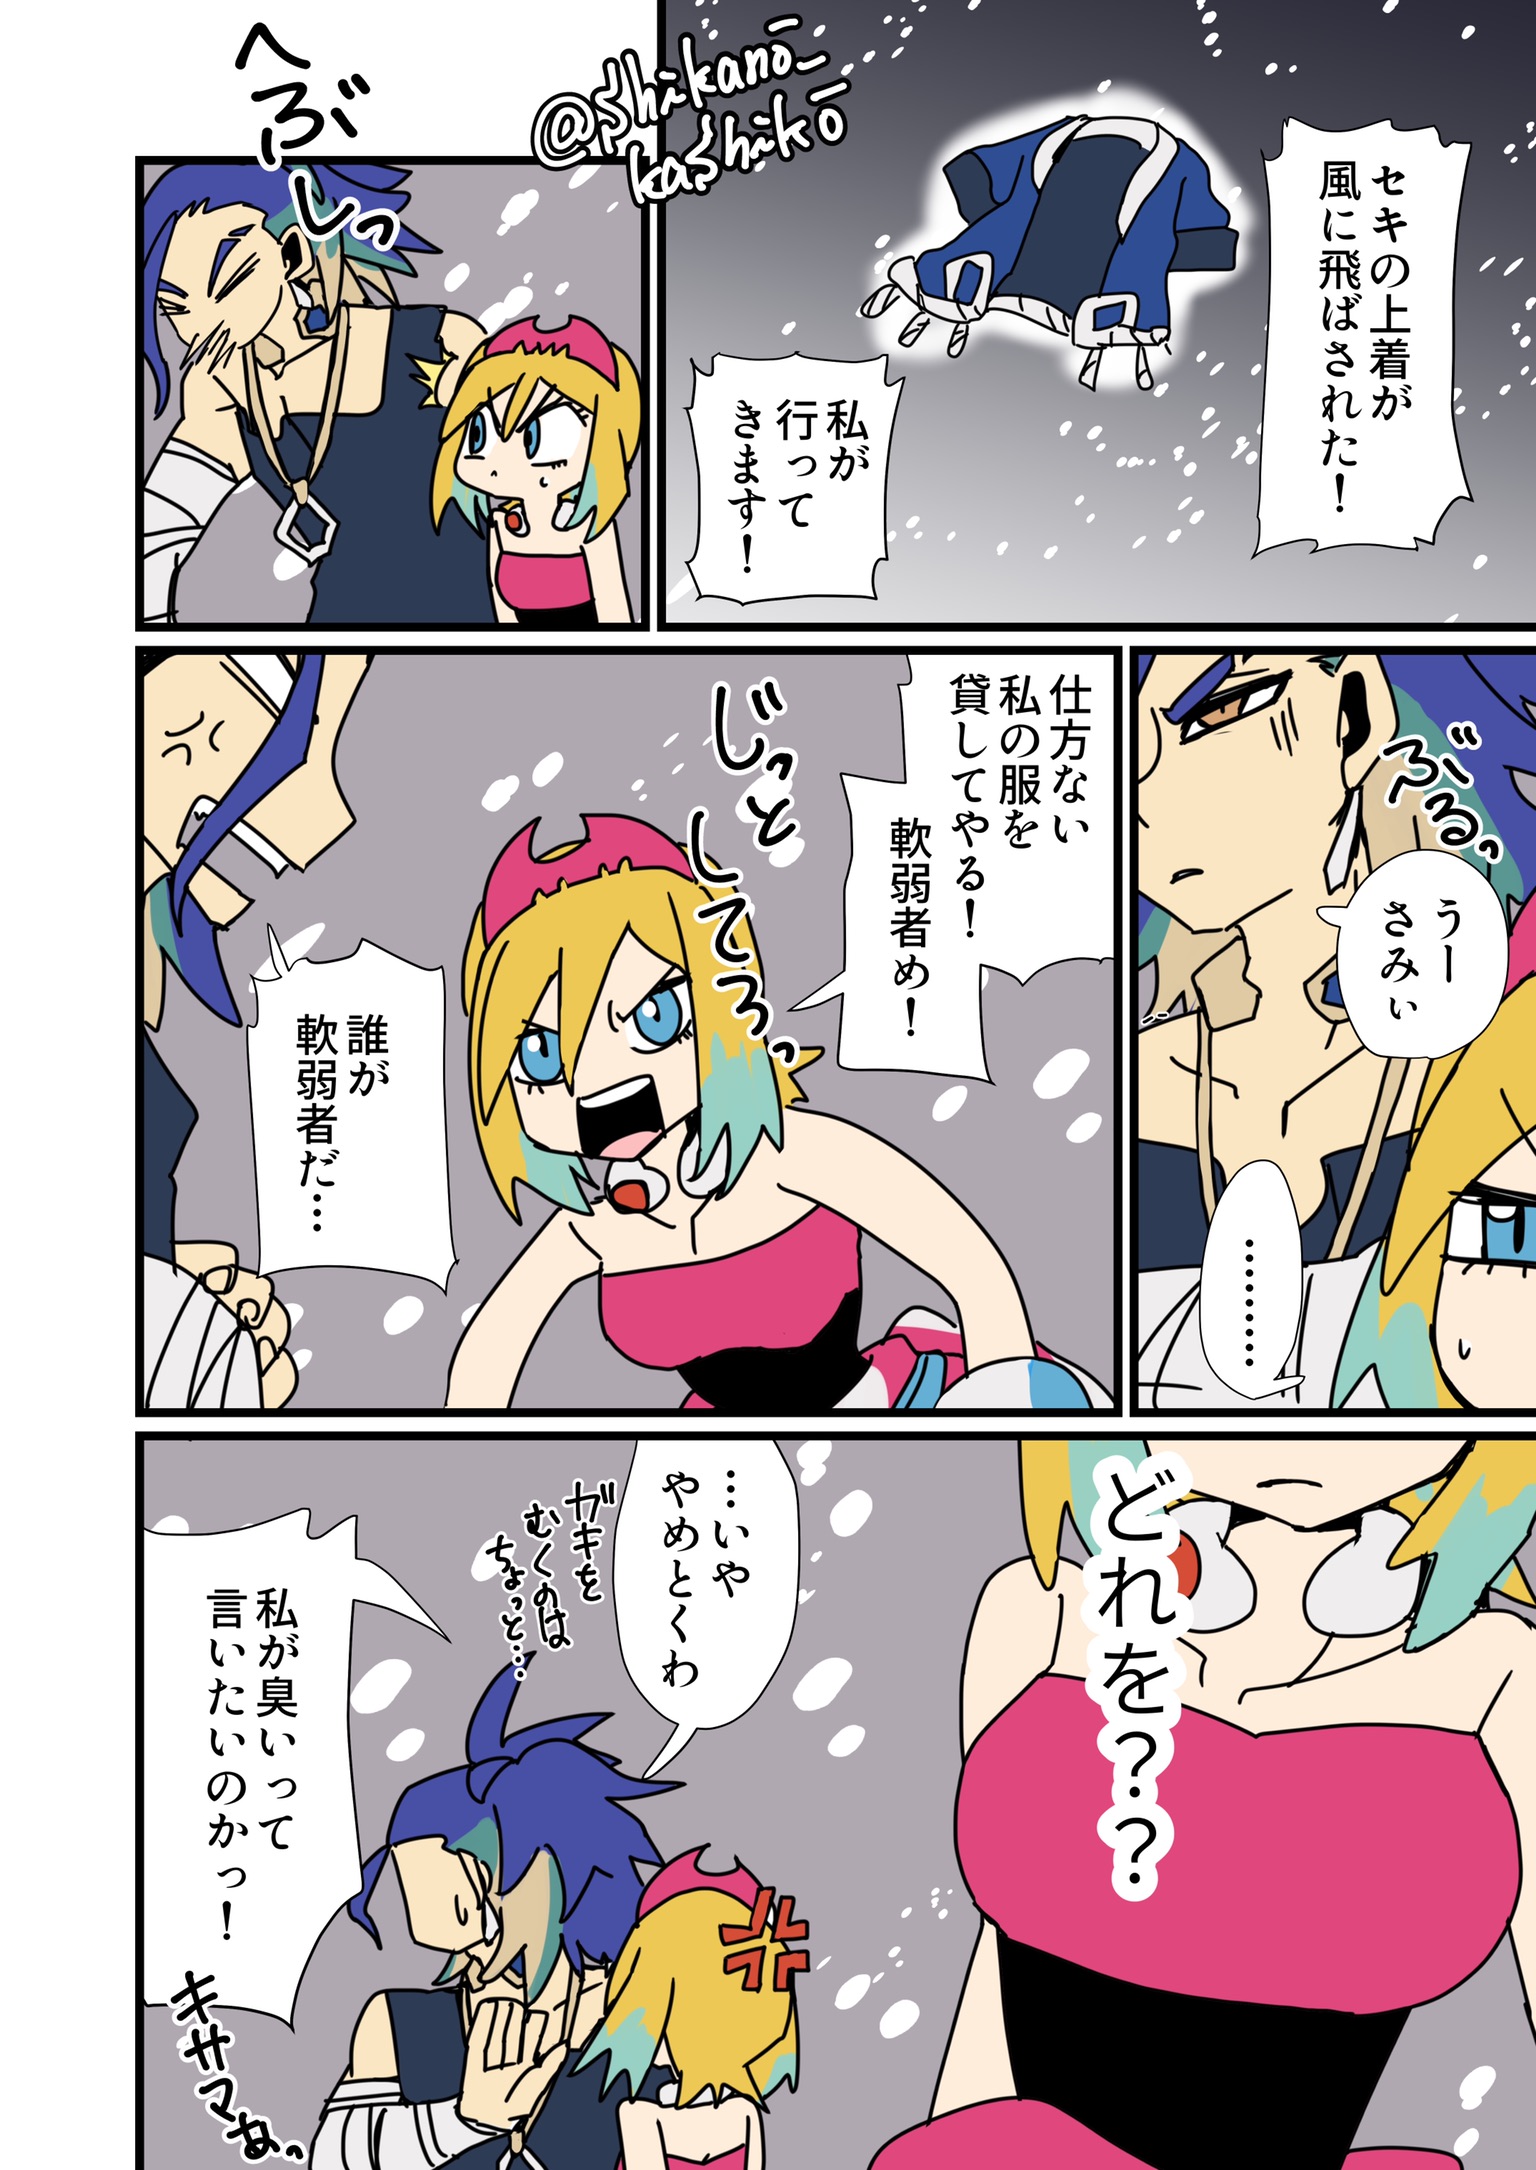 セキの上着が
風に飛ばされた！
私が
行って
きます！
@shikano_
kashiko
へぶ
しっ
ぶるっ
うー
さみぃ
………
仕方ない
私の服を
貸してやる！
軟弱者め！
じっと
してろっ
誰が
軟弱者だ…
どれを？？
…いや
やめとくわ
ガキを
むくのは
ちょっと…
私が臭いって
言いたいのかっ！
キサマぁっ